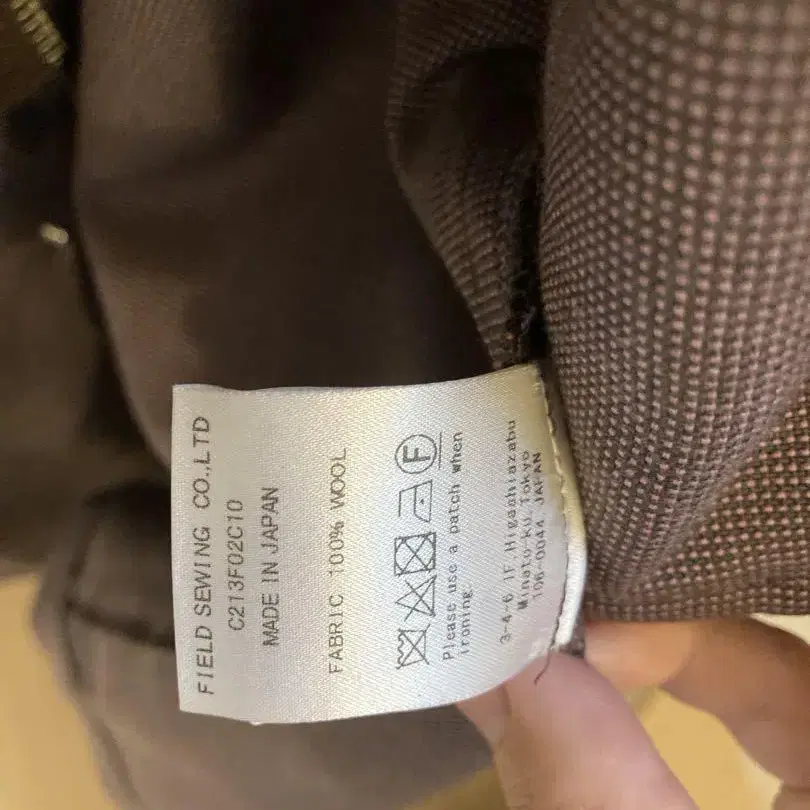 FIELD SEWING CO.,LTD
C213F02C10
MADE IN JAPAN
FABRIC 100% WOOL
F
Please use a patch when
ironing.
3-4-6 1F,Higashiazabu
Minato-ku,Tokyo
106-0044 JAPAN